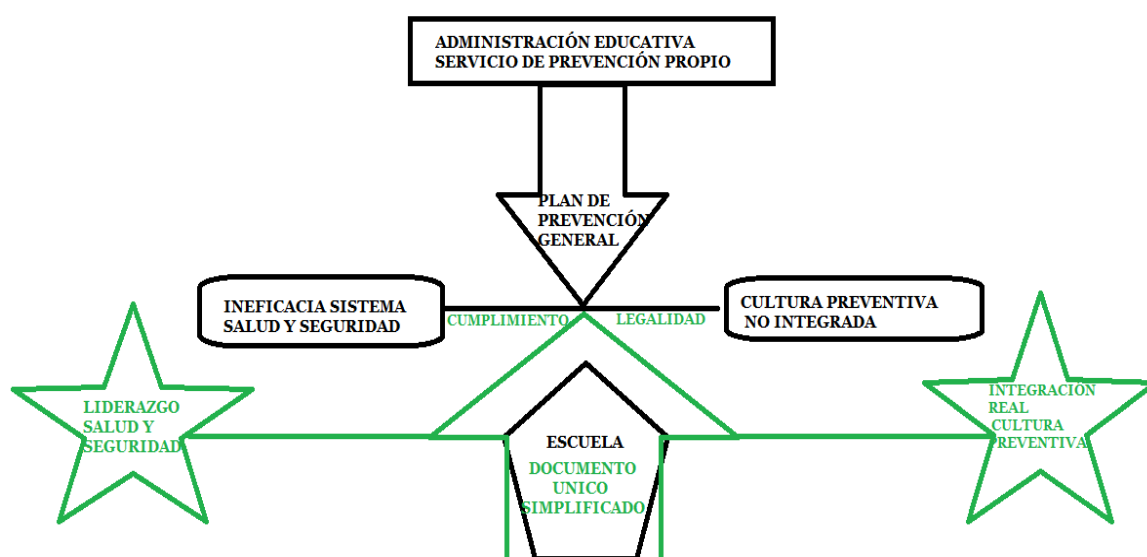 ADMINISTRACIÓN EDUCATIVA
SERVICIO DE PREVENCIÓN PROPIO
PLAN DE
PREVENCIÓN
GENERAL
INEFICACIA SISTEMA
SALUD Y SEGURIDAD
CULTURA PREVENTIVA
NO INTEGRADA
CUMPLIMIENTO
LEGALIDAD
LIDERAZGO
SALUD Y
SEGURIDAD
ESCUELA
DOCUMENTO
UNICO
SIMPLIFICADO
INTEGRACIÓN
REAL
CULTURA
PREVENTIVA